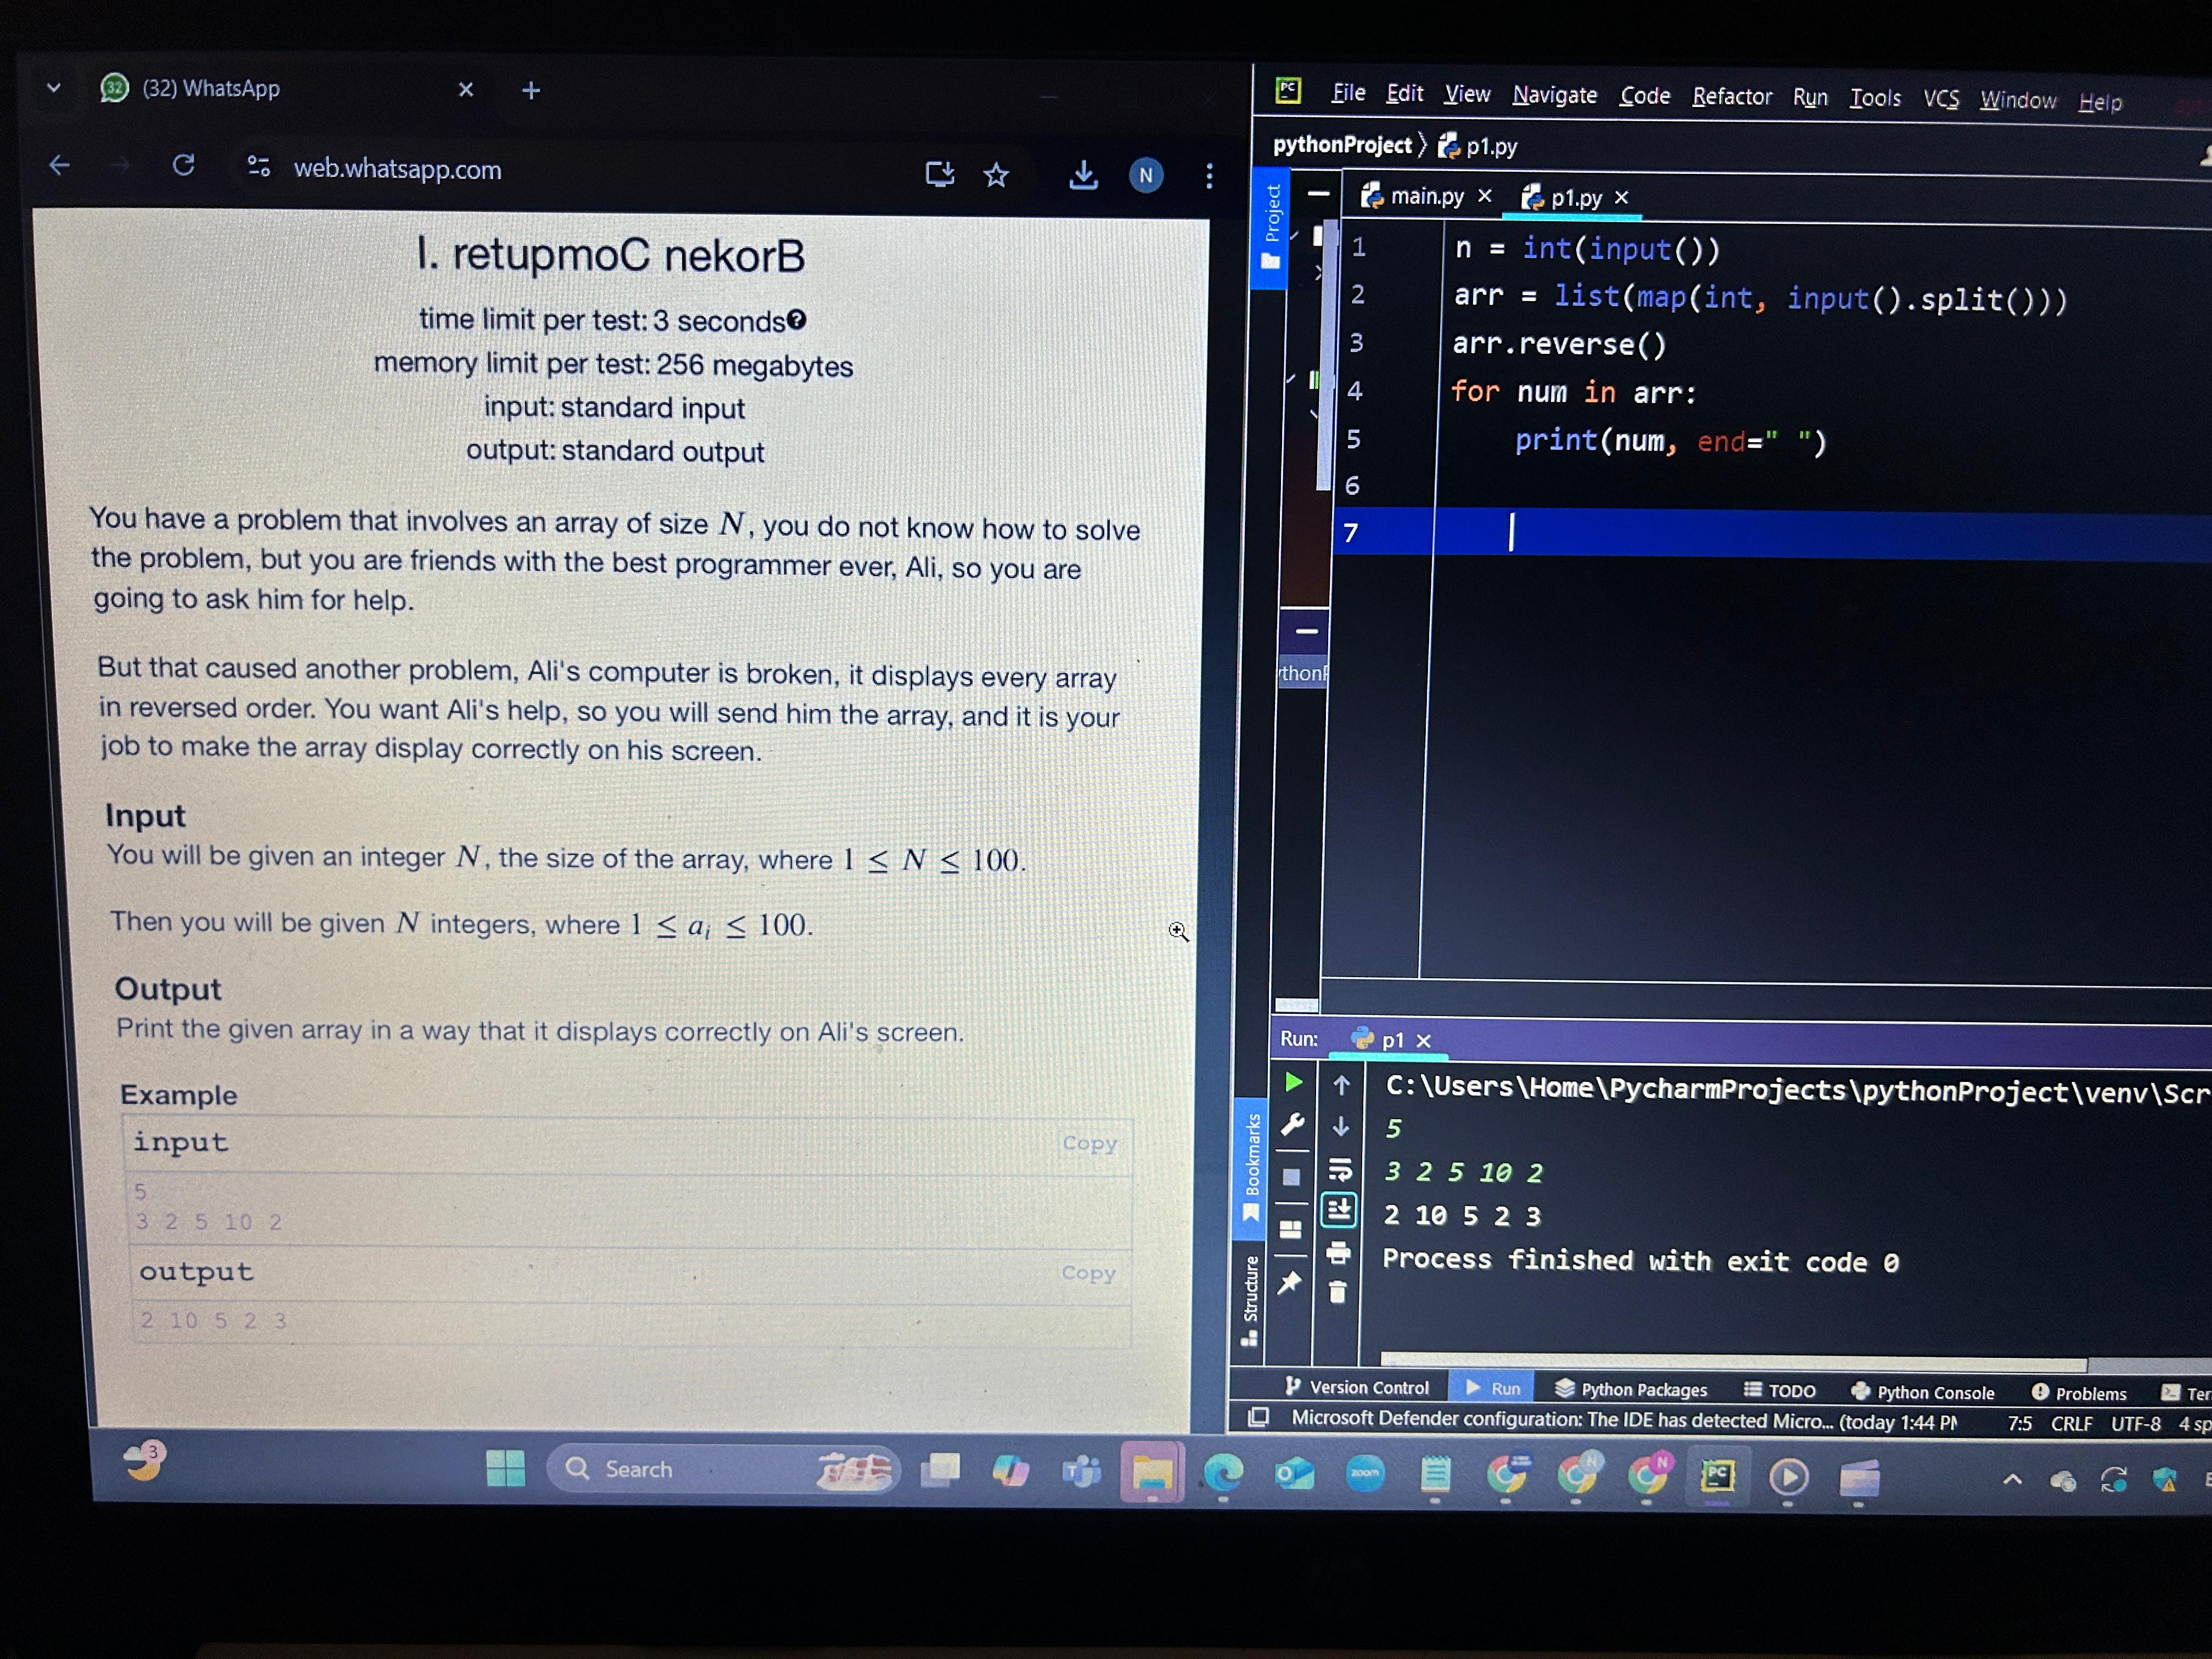 (32) WhatsApp
web.whatsapp.com
N
I. retupmoC nekorB
time limit per test: 3 seconds
memory limit per test: 256 megabytes
input: standard input
output: standard output
You have a problem that involves an array of size N, you do not know how to solve
the problem, but you are friends with the best programmer ever, Ali, so you are
going to ask him for help.
But that caused another problem, Ali's computer is broken, it displays every array
in reversed order. You want Ali's help, so you will send him the array, and it is your
job to make the array display correctly on his screen.
Input
You will be given an integer N, the size of the array, where 1 ≤ N ≤ 100.
Then you will be given N integers, where 1 ≤ aᵢ ≤ 100.
Output
Print the given array in a way that it displays correctly on Ali's screen.
Example
input Copy
5
3 2 5 10 2
output Copy
2 10 5 2 3
PC File Edit View Navigate Code Refactor Run Tools VCS Window Help
pythonProject 〉 p1.py
Project
main.py × p1.py ×
1 n = int(input())
2 arr = list(map(int, input().split()))
3 arr.reverse()
4 for num in arr:
5 print(num, end=" ")
6
7
Run: p1 ×
C:\Users\Home\PycharmProjects\pythonProject\venv\Scr
5
3 2 5 10 2
2 10 5 2 3
Process finished with exit code 0
Bookmarks
Structure
Version Control Run Python Packages TODO Python Console Problems Ter
Microsoft Defender configuration: The IDE has detected Micro... (today 1:44 PM 7:5 CRLF UTF-8 4 sp
3 Search zoom PC